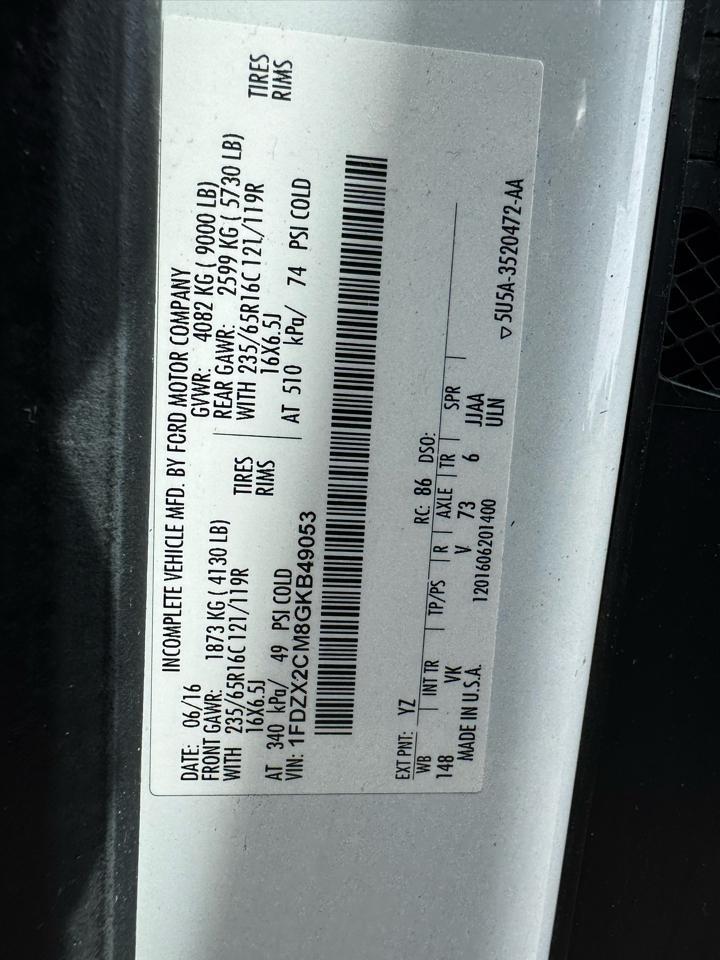 INCOMPLETE VEHICLE MFD. BY FORD MOTOR COMPANY
DATE: 06/16 GVWR: 4082 KG ( 9000 LB)
FRONT GAWR: 1873 KG ( 4130 LB) REAR GAWR: 2599 KG ( 5730 LB)
WITH 235/65R16C 121/119R TIRES WITH 235/65R16C 121/119R TIRES
16X6.5J RIMS 16X6.5J RIMS
AT 340 kPa/ 49 PSI COLD AT 510 kPa/ 74 PSI COLD
VIN: 1FDZX2CM8GKB49053
EXT PNT: YZ RC: 86 DSO:
WB INT TR TP/PS R AXLE TR SPR
148 VK V 73 6 JJAA
MADE IN U.S.A. 1201606201400 ULN
▽ 5U5A-3520472-AA